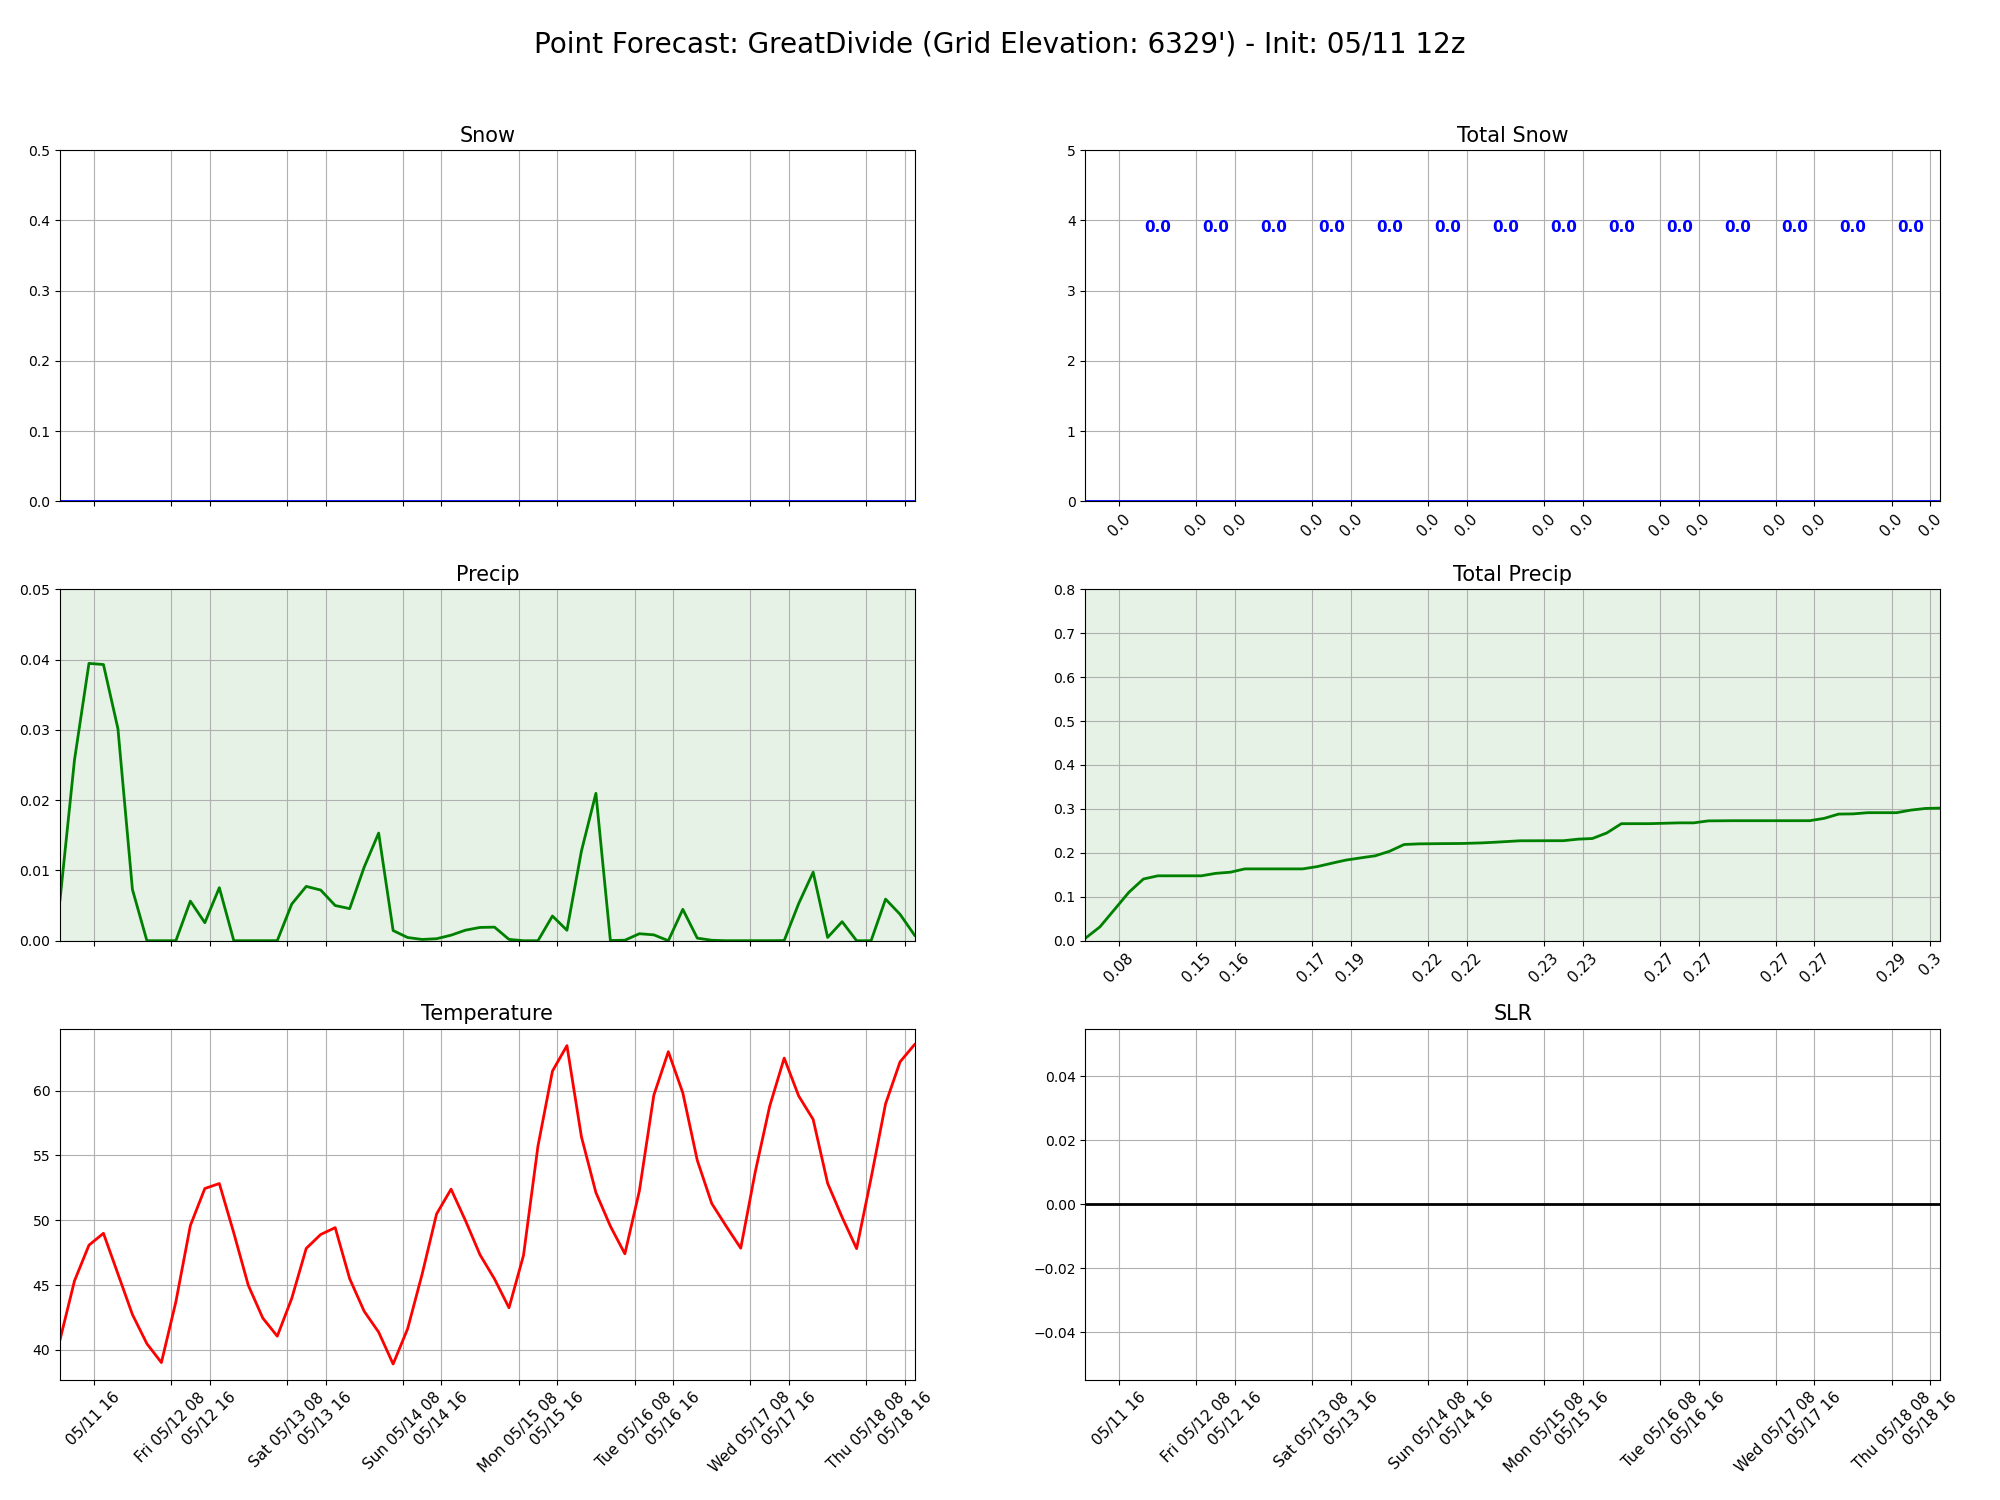 Point Forecast: GreatDivide (Grid Elevation: 6329') - Init: 05/11 12z
Snow
0.5
0.4
0.3
0.2
0.1
0.0
Total Snow
5
4
3
2
1
0
0.0 0.0 0.0 0.0 0.0 0.0 0.0 0.0 0.0 0.0 0.0 0.0 0.0 0.0
0.0 0.0 0.0 0.0 0.0 0.0 0.0 0.0 0.0 0.0 0.0 0.0 0.0 0.0 0.0
Precip
0.05
0.04
0.03
0.02
0.01
0.00
Total Precip
0.8
0.7
0.6
0.5
0.4
0.3
0.2
0.1
0.0
0.08 0.15 0.16 0.17 0.19 0.22 0.22 0.23 0.23 0.27 0.27 0.27 0.27 0.29 0.3
Temperature
60
55
50
45
40
05/11 16
Fri 05/12 08
05/12 16
Sat 05/13 08
05/13 16
Sun 05/14 08
05/14 16
Mon 05/15 08
05/15 16
Tue 05/16 08
05/16 16
Wed 05/17 08
05/17 16
Thu 05/18 08
05/18 16
SLR
0.04
0.02
0.00
−0.02
−0.04
05/11 16
Fri 05/12 08
05/12 16
Sat 05/13 08
05/13 16
Sun 05/14 08
05/14 16
Mon 05/15 08
05/15 16
Tue 05/16 08
05/16 16
Wed 05/17 08
05/17 16
Thu 05/18 08
05/18 16